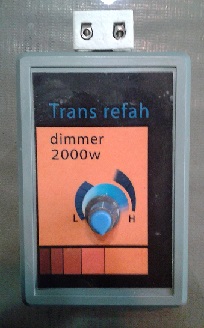 Trans refah
dimmer
2000w
L H